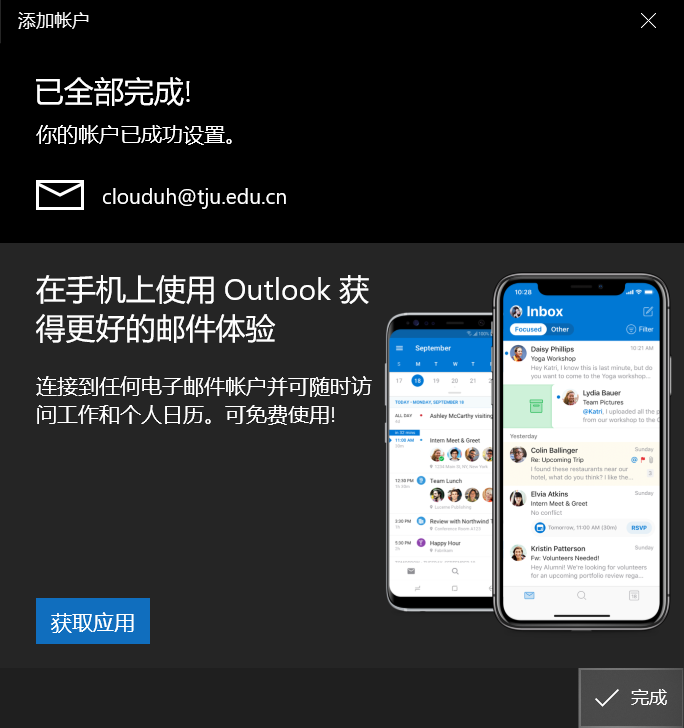 添加帐户
已全部完成!
你的帐户已成功设置。
clouduh@tju.edu.cn
在手机上使用 Outlook 获
得更好的邮件体验
连接到任何电子邮件帐户并可随时访
问工作和个人日历。可免费使用!
获取应用
September
S M T W T
17 18 19 20 21
TODAY • MONDAY, SEPTEMBER 18
ALL DAY
Ashley McCarthy visiting
11:00 AM
Intern Meet & Greet
12:30 PM
Team Lunch
3:30 PM
Review with Northwind T
5:30 PM
Happy Hour
10:28
Inbox
Focused Other
Filter
Daisy Phillips
10:21 AM
Yoga Workshop
Hey Katri, I know this is last minute, but do
you want to come to the Yoga workshop...
Lydia Bauer
Team Pictures
@Katri, I uploaded all the p
from our workshop to the C
Yesterday
Colin Ballinger
Sunday
Re: Upcoming Trip
I found these restaurants near our
hotel, what do you think? I like the...
3
Elvia Atkins
Sunday
Intern Meet & Greet
No conflict
Tomorrow, 11:00 AM (30m)
RSVP
Kristin Patterson
Sunday
Fw: Volunteers Needed!
Hey Alumni! We're looking for volunteers
for an upcoming portfolio review rega...
完成